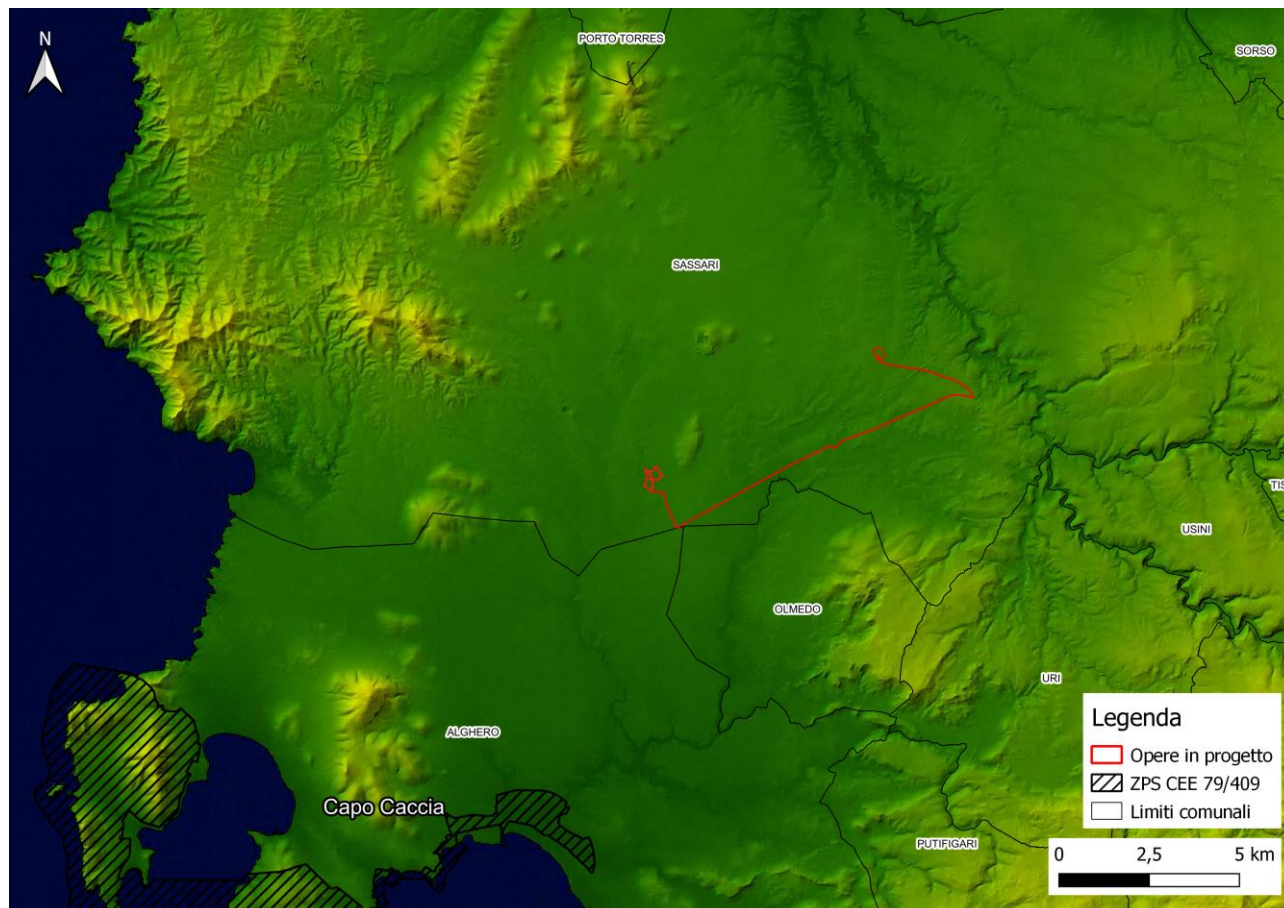 N
PORTO TORRES
SORSO
SASSARI
TIS
USINI
OLMEDO
URI
ALGHERO
Capo Caccia
PUTIFIGARI
Legenda
Opere in progetto
ZPS CEE 79/409
Limiti comunali
0 2,5 5 km